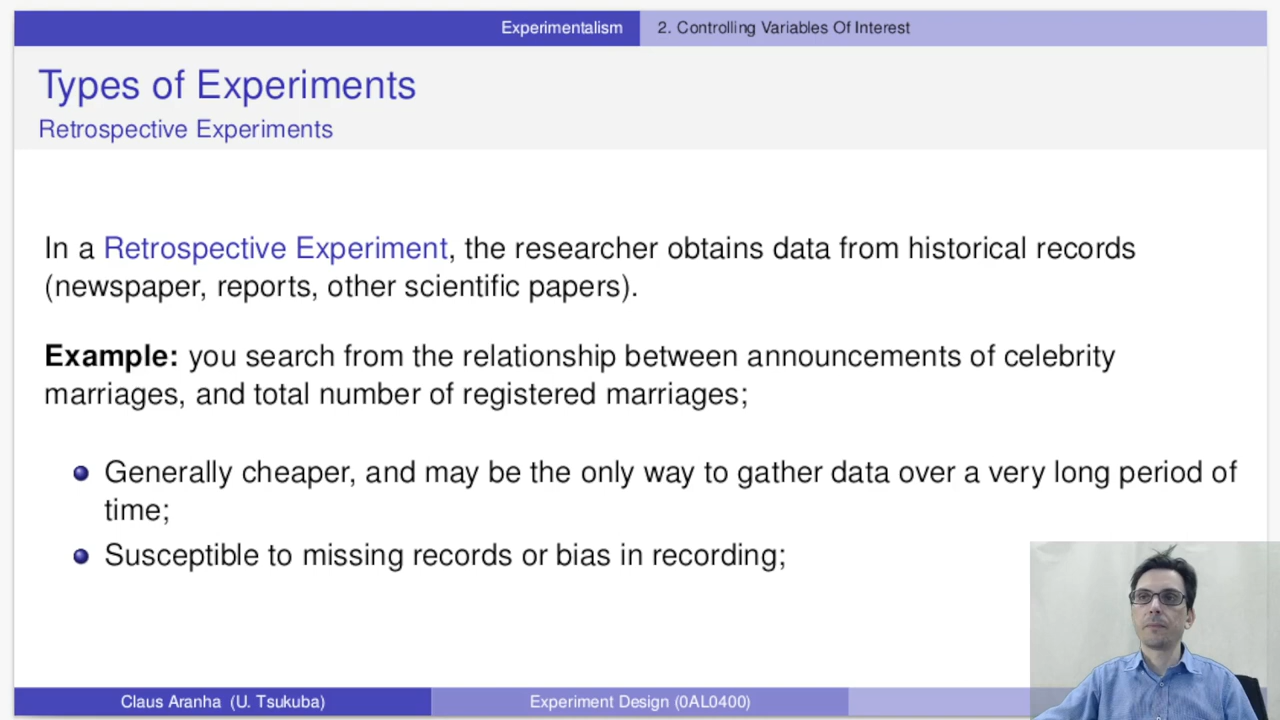 Experimentalism
2. Controlling Variables Of Interest
Types of Experiments
Retrospective Experiments
In a Retrospective Experiment, the researcher obtains data from historical records
(newspaper, reports, other scientific papers).
Example: you search from the relationship between announcements of celebrity
marriages, and total number of registered marriages;
Generally cheaper, and may be the only way to gather data over a very long period of
time;
Susceptible to missing records or bias in recording;
Claus Aranha (U. Tsukuba)
Experiment Design (0AL0400)